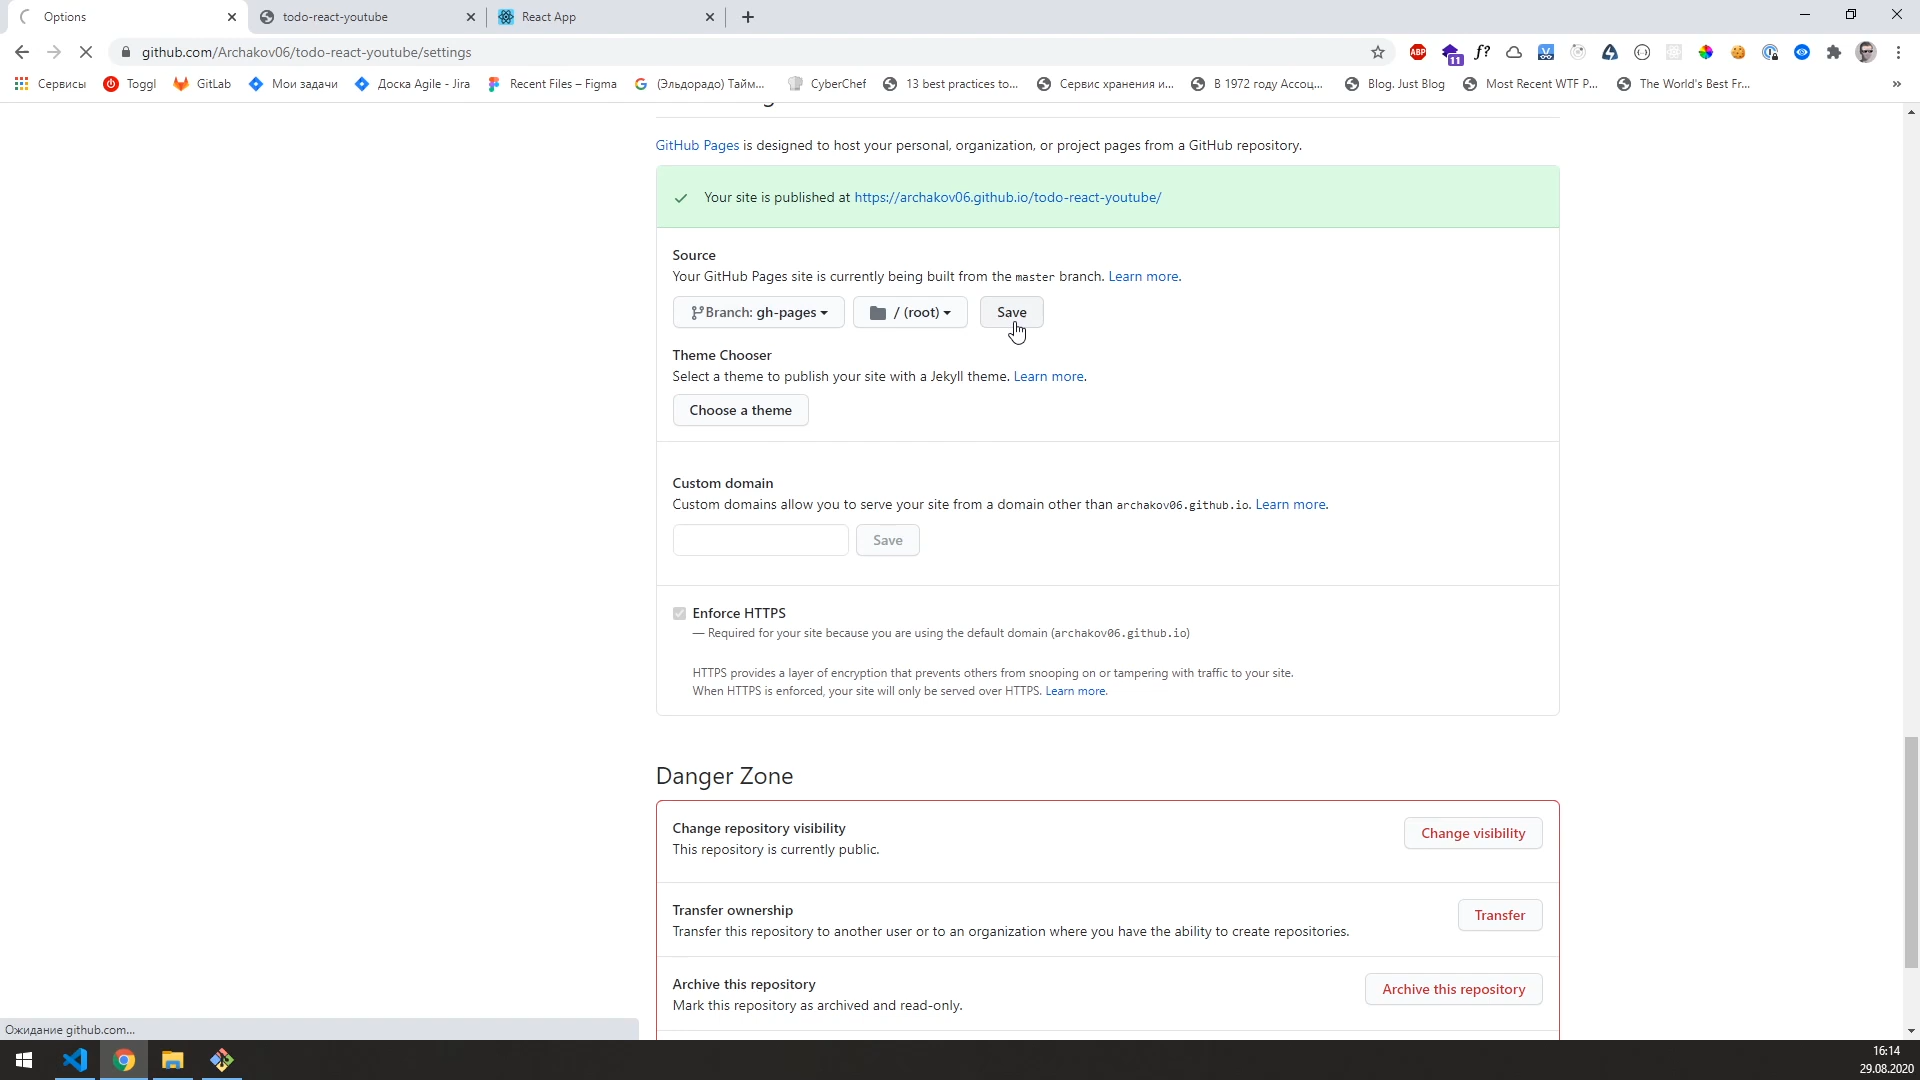 Options
todo-react-youtube
React App
github.com/Archakov06/todo-react-youtube/settings
ABP
11
f?
Сервисы
Toggl
GitLab
Мои задачи
Доска Agile - Jira
Recent Files – Figma
(Эльдорадо) Тайм...
CyberChef
13 best practices to...
Сервис хранения и...
В 1972 году Ассоц...
Blog. Just Blog
Most Recent WTF P...
The World's Best Fr...
»
GitHub Pages is designed to host your personal, organization, or project pages from a GitHub repository.
Your site is published at https://archakov06.github.io/todo-react-youtube/
Source
Your GitHub Pages site is currently being built from the master branch. Learn more.
Branch: gh-pages
/ (root)
Save
Theme Chooser
Select a theme to publish your site with a Jekyll theme. Learn more.
Choose a theme
Custom domain
Custom domains allow you to serve your site from a domain other than archakov06.github.io. Learn more.
Save
Enforce HTTPS
— Required for your site because you are using the default domain (archakov06.github.io)
HTTPS provides a layer of encryption that prevents others from snooping on or tampering with traffic to your site.
When HTTPS is enforced, your site will only be served over HTTPS. Learn more.
Danger Zone
Change repository visibility
This repository is currently public.
Change visibility
Transfer ownership
Transfer this repository to another user or to an organization where you have the ability to create repositories.
Transfer
Archive this repository
Mark this repository as archived and read-only.
Archive this repository
Ожидание github.com...
16:14
29.08.2020